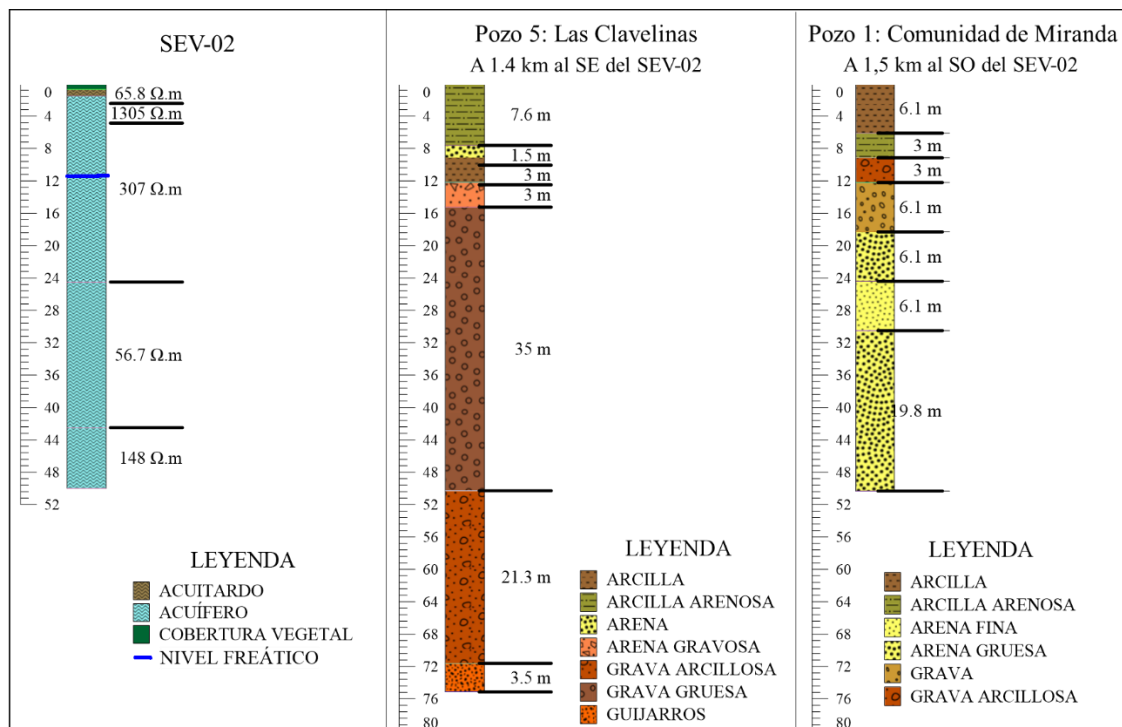 SEV-02
0
4
8
12
16
20
24
28
32
36
40
44
48
52
65.8 Ω.m
1305 Ω.m
307 Ω.m
56.7 Ω.m
148 Ω.m
LEYENDA
ACUITARDO
ACUÍFERO
COBERTURA VEGETAL
NIVEL FREÁTICO
Pozo 5: Las Clavelinas
A 1.4 km al SE del SEV-02
0
4
8
12
16
20
24
28
32
36
40
44
48
52
56
60
64
68
72
76
80
7.6 m
1.5 m
3 m
3 m
35 m
21.3 m
3.5 m
LEYENDA
ARCILLA
ARCILLA ARENOSA
ARENA
ARENA GRAVOSA
GRAVA ARCILLOSA
GRAVA GRUESA
GUIJARROS
Pozo 1: Comunidad de Miranda
A 1,5 km al SO del SEV-02
0
4
8
12
16
20
24
28
32
36
40
44
48
52
56
60
64
68
72
76
80
6.1 m
3 m
3 m
6.1 m
6.1 m
6.1 m
19.8 m
LEYENDA
ARCILLA
ARCILLA ARENOSA
ARENA FINA
ARENA GRUESA
GRAVA
GRAVA ARCILLOSA